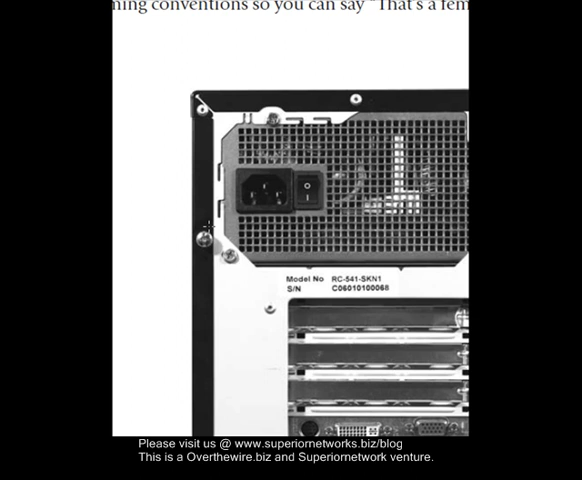 ming conventions so you can say "That's a fem
Model No RC-541-SKN1
S/N C06010100068
Please visit us @ www.superiornetworks.biz/blog
This is a Overthewire.biz and Superiornetwork venture.